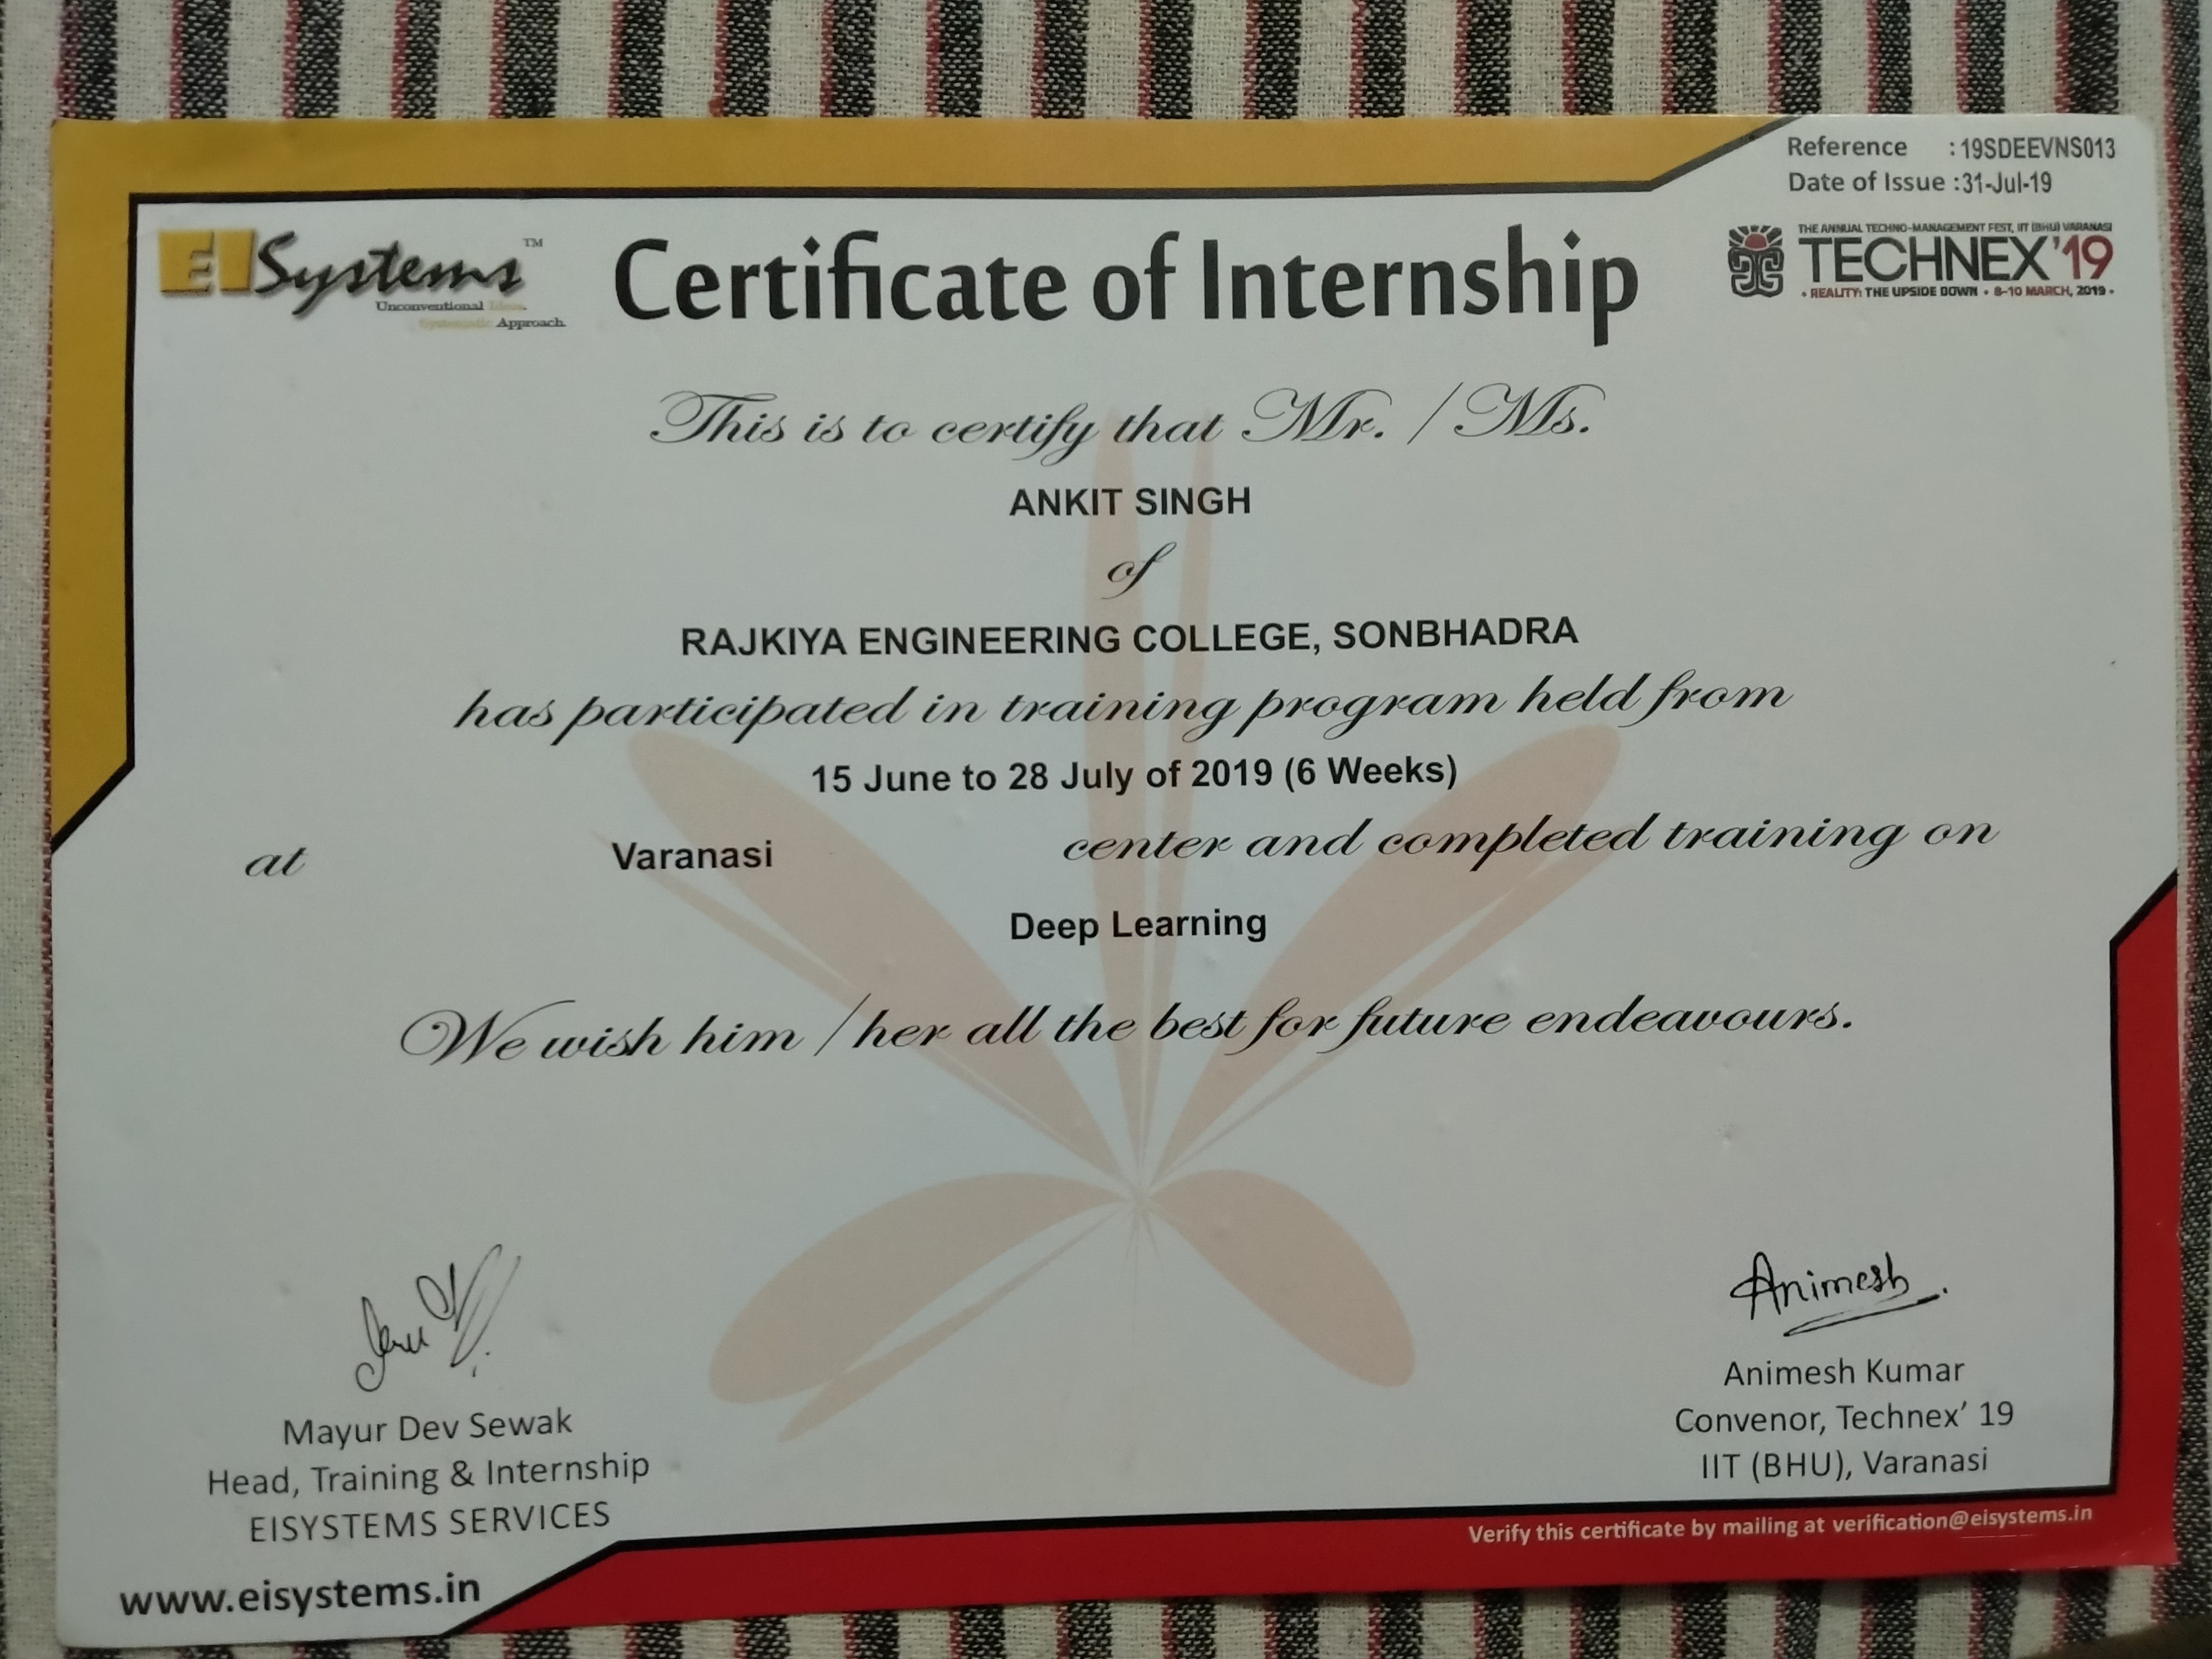 Reference : 19SDEEVNS013
Date of Issue : 31-Jul-19
EISystems TM
Unconventional Ideas.
Systematic Approach.
Certificate of Internship
THE ANNUAL TECHNO-MANAGEMENT FEST, IIT (BHU) VARANASI
TECHNEX'19
• REALITY: THE UPSIDE DOWN • 8-10 MARCH, 2019 •
This is to certify that Mr. / Ms.
ANKIT SINGH
of
RAJKIYA ENGINEERING COLLEGE, SONBHADRA
has participated in training program held from
15 June to 28 July of 2019 (6 Weeks)
at Varanasi center and completed training on
Deep Learning
We wish him / her all the best for future endeavours.
Animesh.
Mayur Dev Sewak
Head, Training & Internship
EISYSTEMS SERVICES
Animesh Kumar
Convenor, Technex' 19
IIT (BHU), Varanasi
www.eisystems.in
Verify this certificate by mailing at verification@eisystems.in